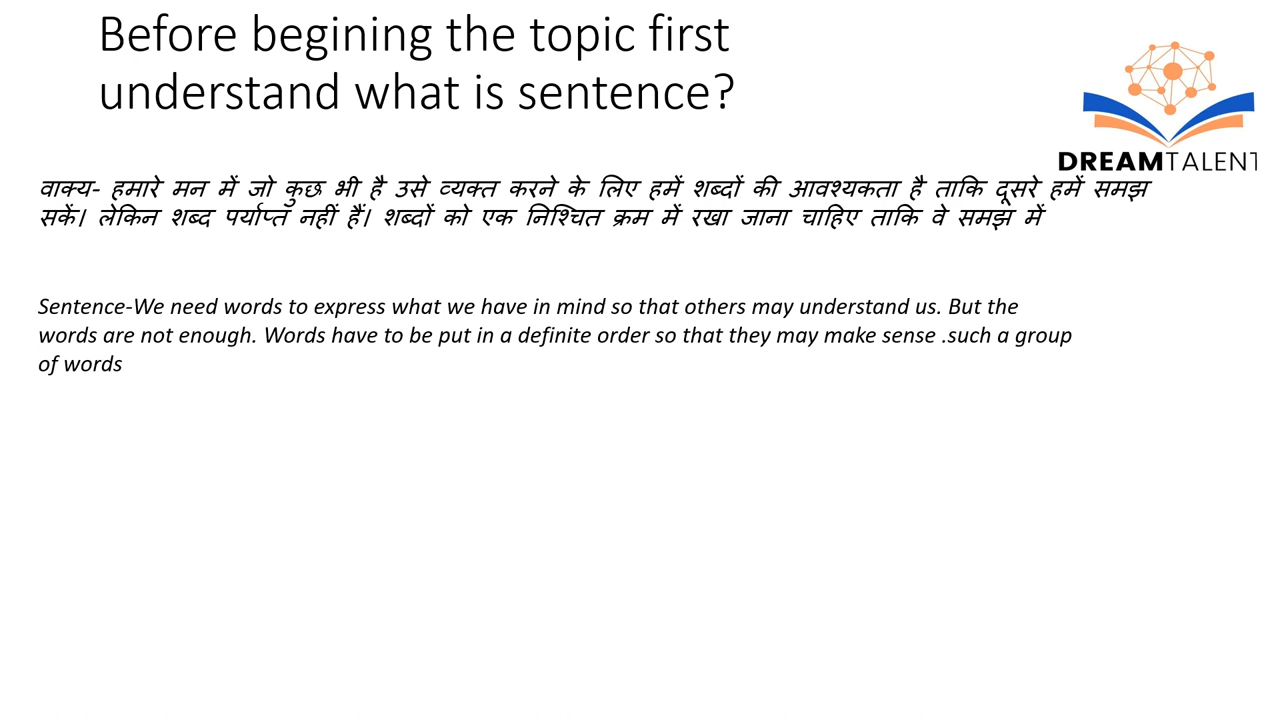 Before begining the topic first
understand what is sentence?
DREAMTALENT
वाक्य- हमारे मन में जो कुछ भी है उसे व्यक्त करने के लिए हमें शब्दों की आवश्यकता है ताकि दूसरे हमें समझ
सकें। लेकिन शब्द पर्याप्त नहीं हैं। शब्दों को एक निश्चित क्रम में रखा जाना चाहिए ताकि वे समझ में
Sentence-We need words to express what we have in mind so that others may understand us. But the
words are not enough. Words have to be put in a definite order so that they may make sense .such a group
of words